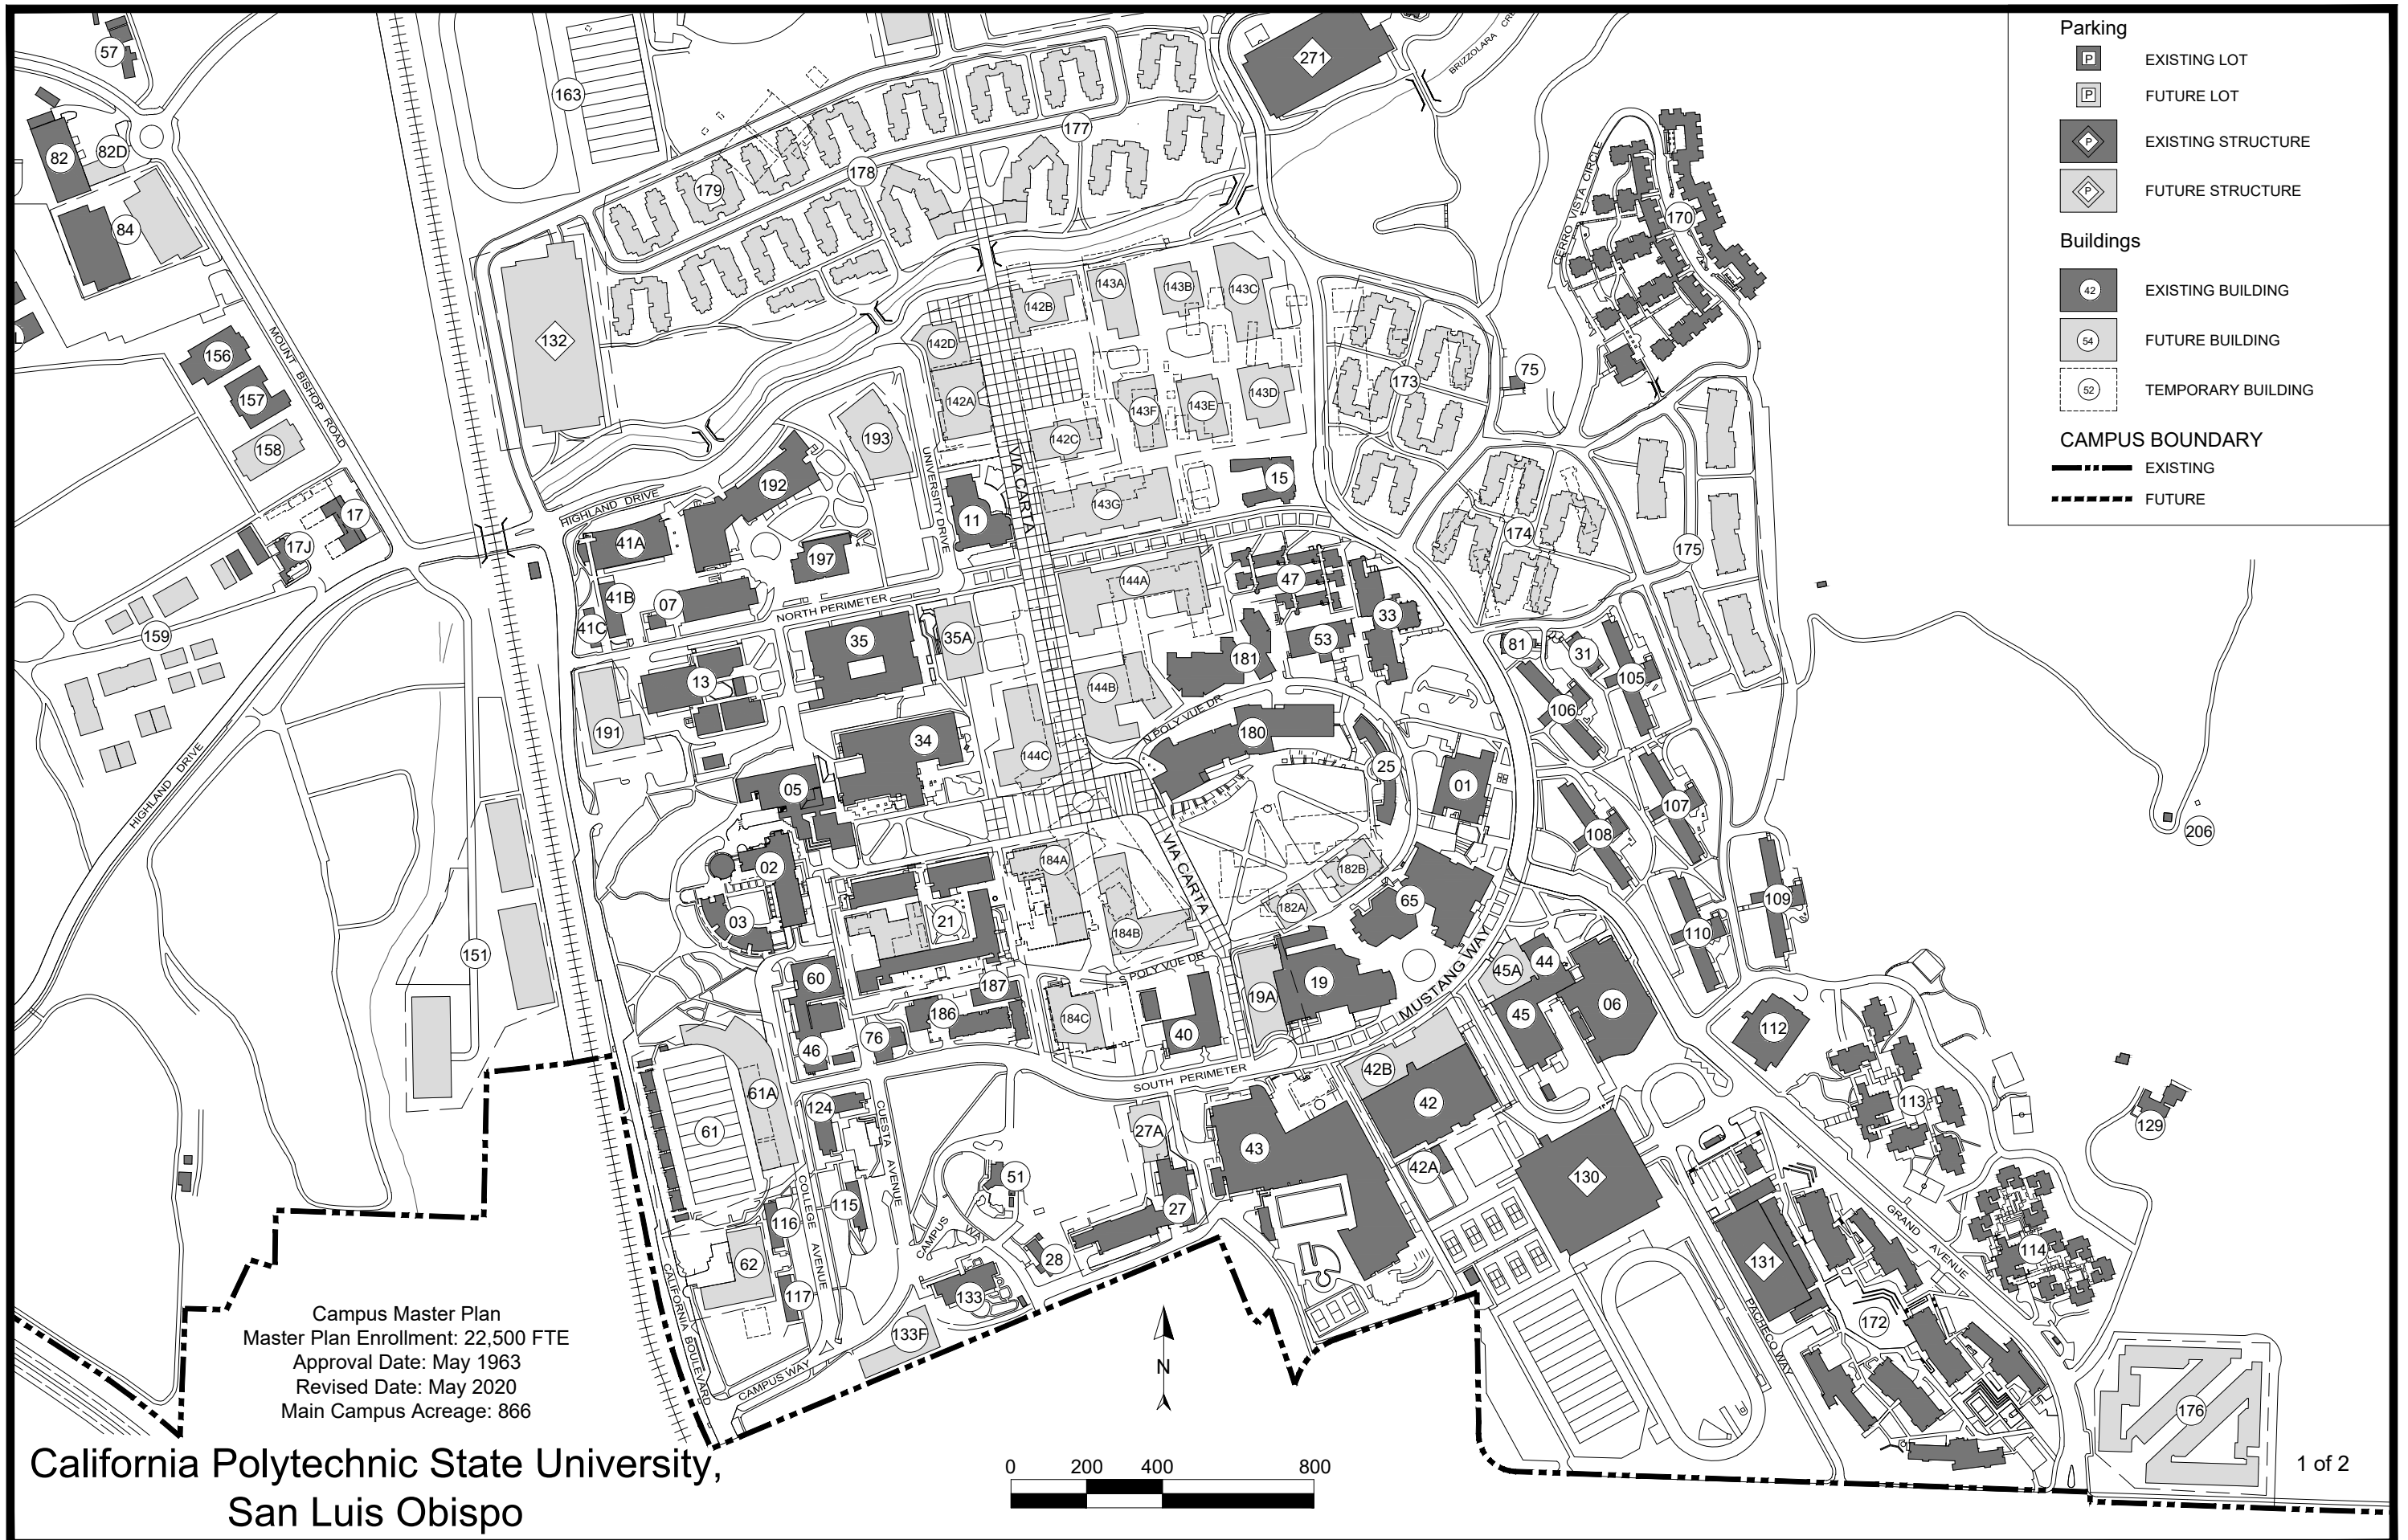 57
163
271
BRIZZOLARA
82
82D
84
177
178
179
CERRO VISTA CIRCLE
170
132
142B
143A
143B
143C
142D
142A
142C
143F
143E
143D
173
75
MOUNT BISHOP ROAD
156
157
158
193
UNIVERSITY DRIVE
VIA CARTA
192
HIGHLAND DRIVE
17
17J
41A
11
143G
15
174
175
197
41B
41C
07
NORTH PERIMETER
144A
47
33
53
159
35
35A
181
81
31
105
13
144B
106
191
N POLY VUE DR
180
34
144C
25
01
HIGHLAND DRIVE
05
107
108
206
02
03
184A
VIA CARTA
182B
182A
65
109
21
184B
110
151
S POLY VUE DR
MUSTANG WAY
45A
44
60
187
19A
19
06
45
186
184C
76
40
112
46
SOUTH PERIMETER
42B
61A
124
CUESTA AVENUE
42
113
129
61
27A
43
42A
130
51
115
116
COLLEGE AVENUE
27
CAMPUS WAY
28
GRAND AVENUE
114
62
117
CALIFORNIA BOULEVARD
133
131
172
PACHECO WAY
133F
CAMPUS WAY
176
N
Parking
P EXISTING LOT
P FUTURE LOT
P EXISTING STRUCTURE
P FUTURE STRUCTURE
Buildings
42 EXISTING BUILDING
54 FUTURE BUILDING
52 TEMPORARY BUILDING
CAMPUS BOUNDARY
EXISTING
FUTURE
Campus Master Plan
Master Plan Enrollment: 22,500 FTE
Approval Date: May 1963
Revised Date: May 2020
Main Campus Acreage: 866
California Polytechnic State University,
San Luis Obispo
0 200 400 800
1 of 2